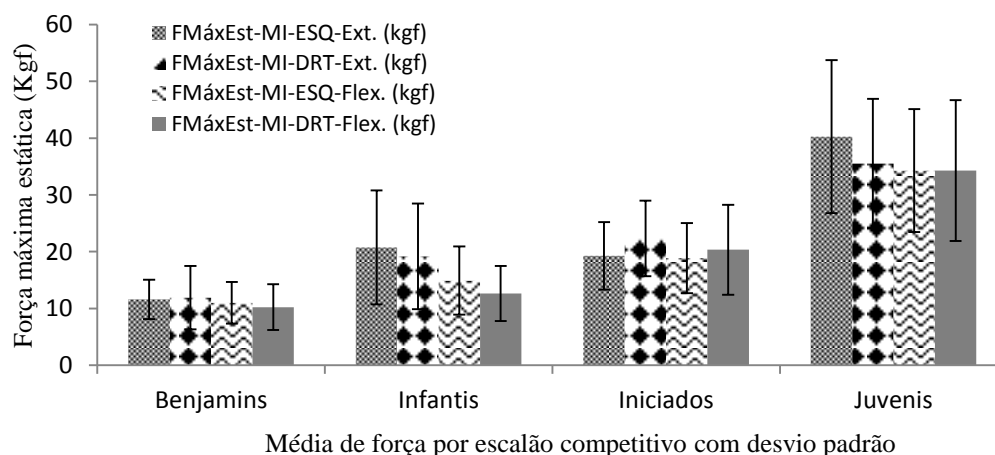 Força máxima estática (Kgf)
60
50
40
30
20
10
0
FMáxEst-MI-ESQ-Ext. (kgf)
FMáxEst-MI-DRT-Ext. (kgf)
FMáxEst-MI-ESQ-Flex. (kgf)
FMáxEst-MI-DRT-Flex. (kgf)
Benjamins Infantis Iniciados Juvenis
Média de força por escalão competitivo com desvio padrão